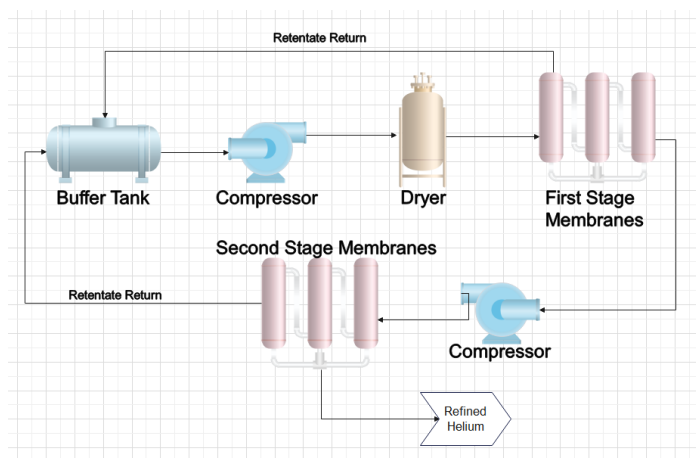 Retentate Return
Buffer Tank
Compressor
Dryer
First Stage
Membranes
Second Stage Membranes
Retentate Return
Compressor
Refined
Helium